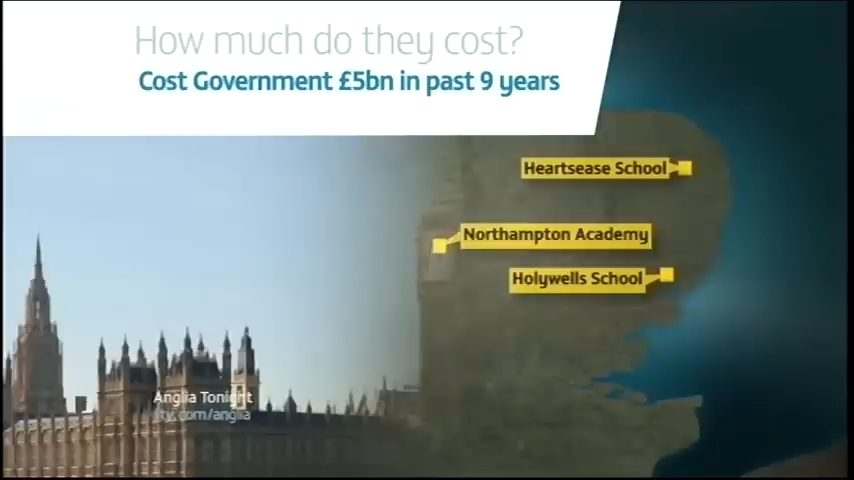 How much do they cost?
Cost Government £5bn in past 9 years
Heartsease School
Northampton Academy
Holywells School
Anglia Tonight
itv.com/anglia